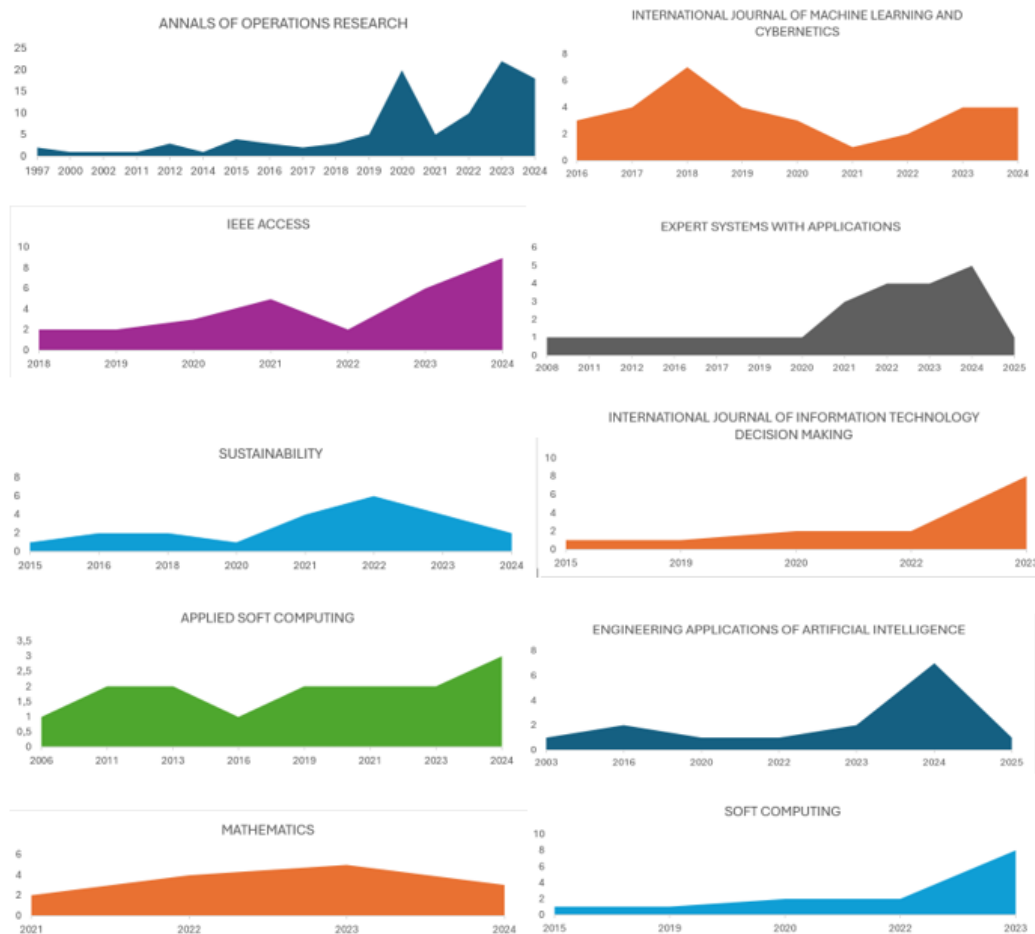 ANNALS OF OPERATIONS RESEARCH
25
20
15
10
5
0
1997 2000 2002 2011 2012 2014 2015 2016 2017 2018 2019 2020 2021 2022 2023 2024
INTERNATIONAL JOURNAL OF MACHINE LEARNING AND
CYBERNETICS
8
6
4
2
0
2016 2017 2018 2019 2020 2021 2022 2023 2024
IEEE ACCESS
10
8
6
4
2
0
2018 2019 2020 2021 2022 2023 2024
EXPERT SYSTEMS WITH APPLICATIONS
6
5
4
3
2
1
0
2008 2011 2012 2016 2017 2019 2020 2021 2022 2023 2024 2025
SUSTAINABILITY
8
6
4
2
0
2015 2016 2018 2020 2021 2022 2023 2024
INTERNATIONAL JOURNAL OF INFORMATION TECHNOLOGY
DECISION MAKING
10
8
6
4
2
0
2015 2019 2020 2022 2023
APPLIED SOFT COMPUTING
3,5
3
2,5
2
1,5
1
0,5
0
2006 2011 2013 2016 2019 2021 2023 2024
ENGINEERING APPLICATIONS OF ARTIFICIAL INTELLIGENCE
8
6
4
2
0
2003 2016 2020 2022 2023 2024 2025
MATHEMATICS
6
4
2
0
2021 2022 2023 2024
SOFT COMPUTING
10
8
6
4
2
0
2015 2019 2020 2022 2023